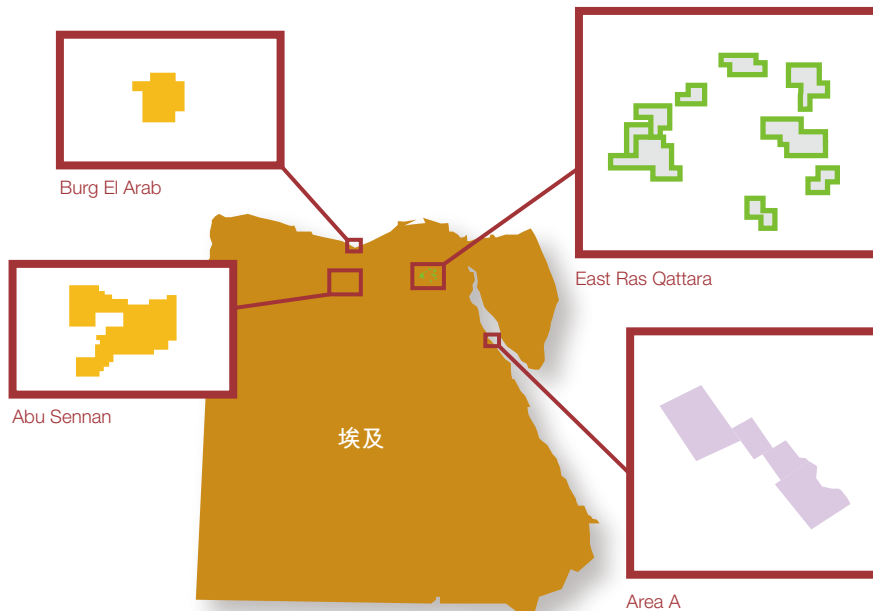 Burg El Arab
East Ras Qattara
Abu Sennan
埃及
Area A